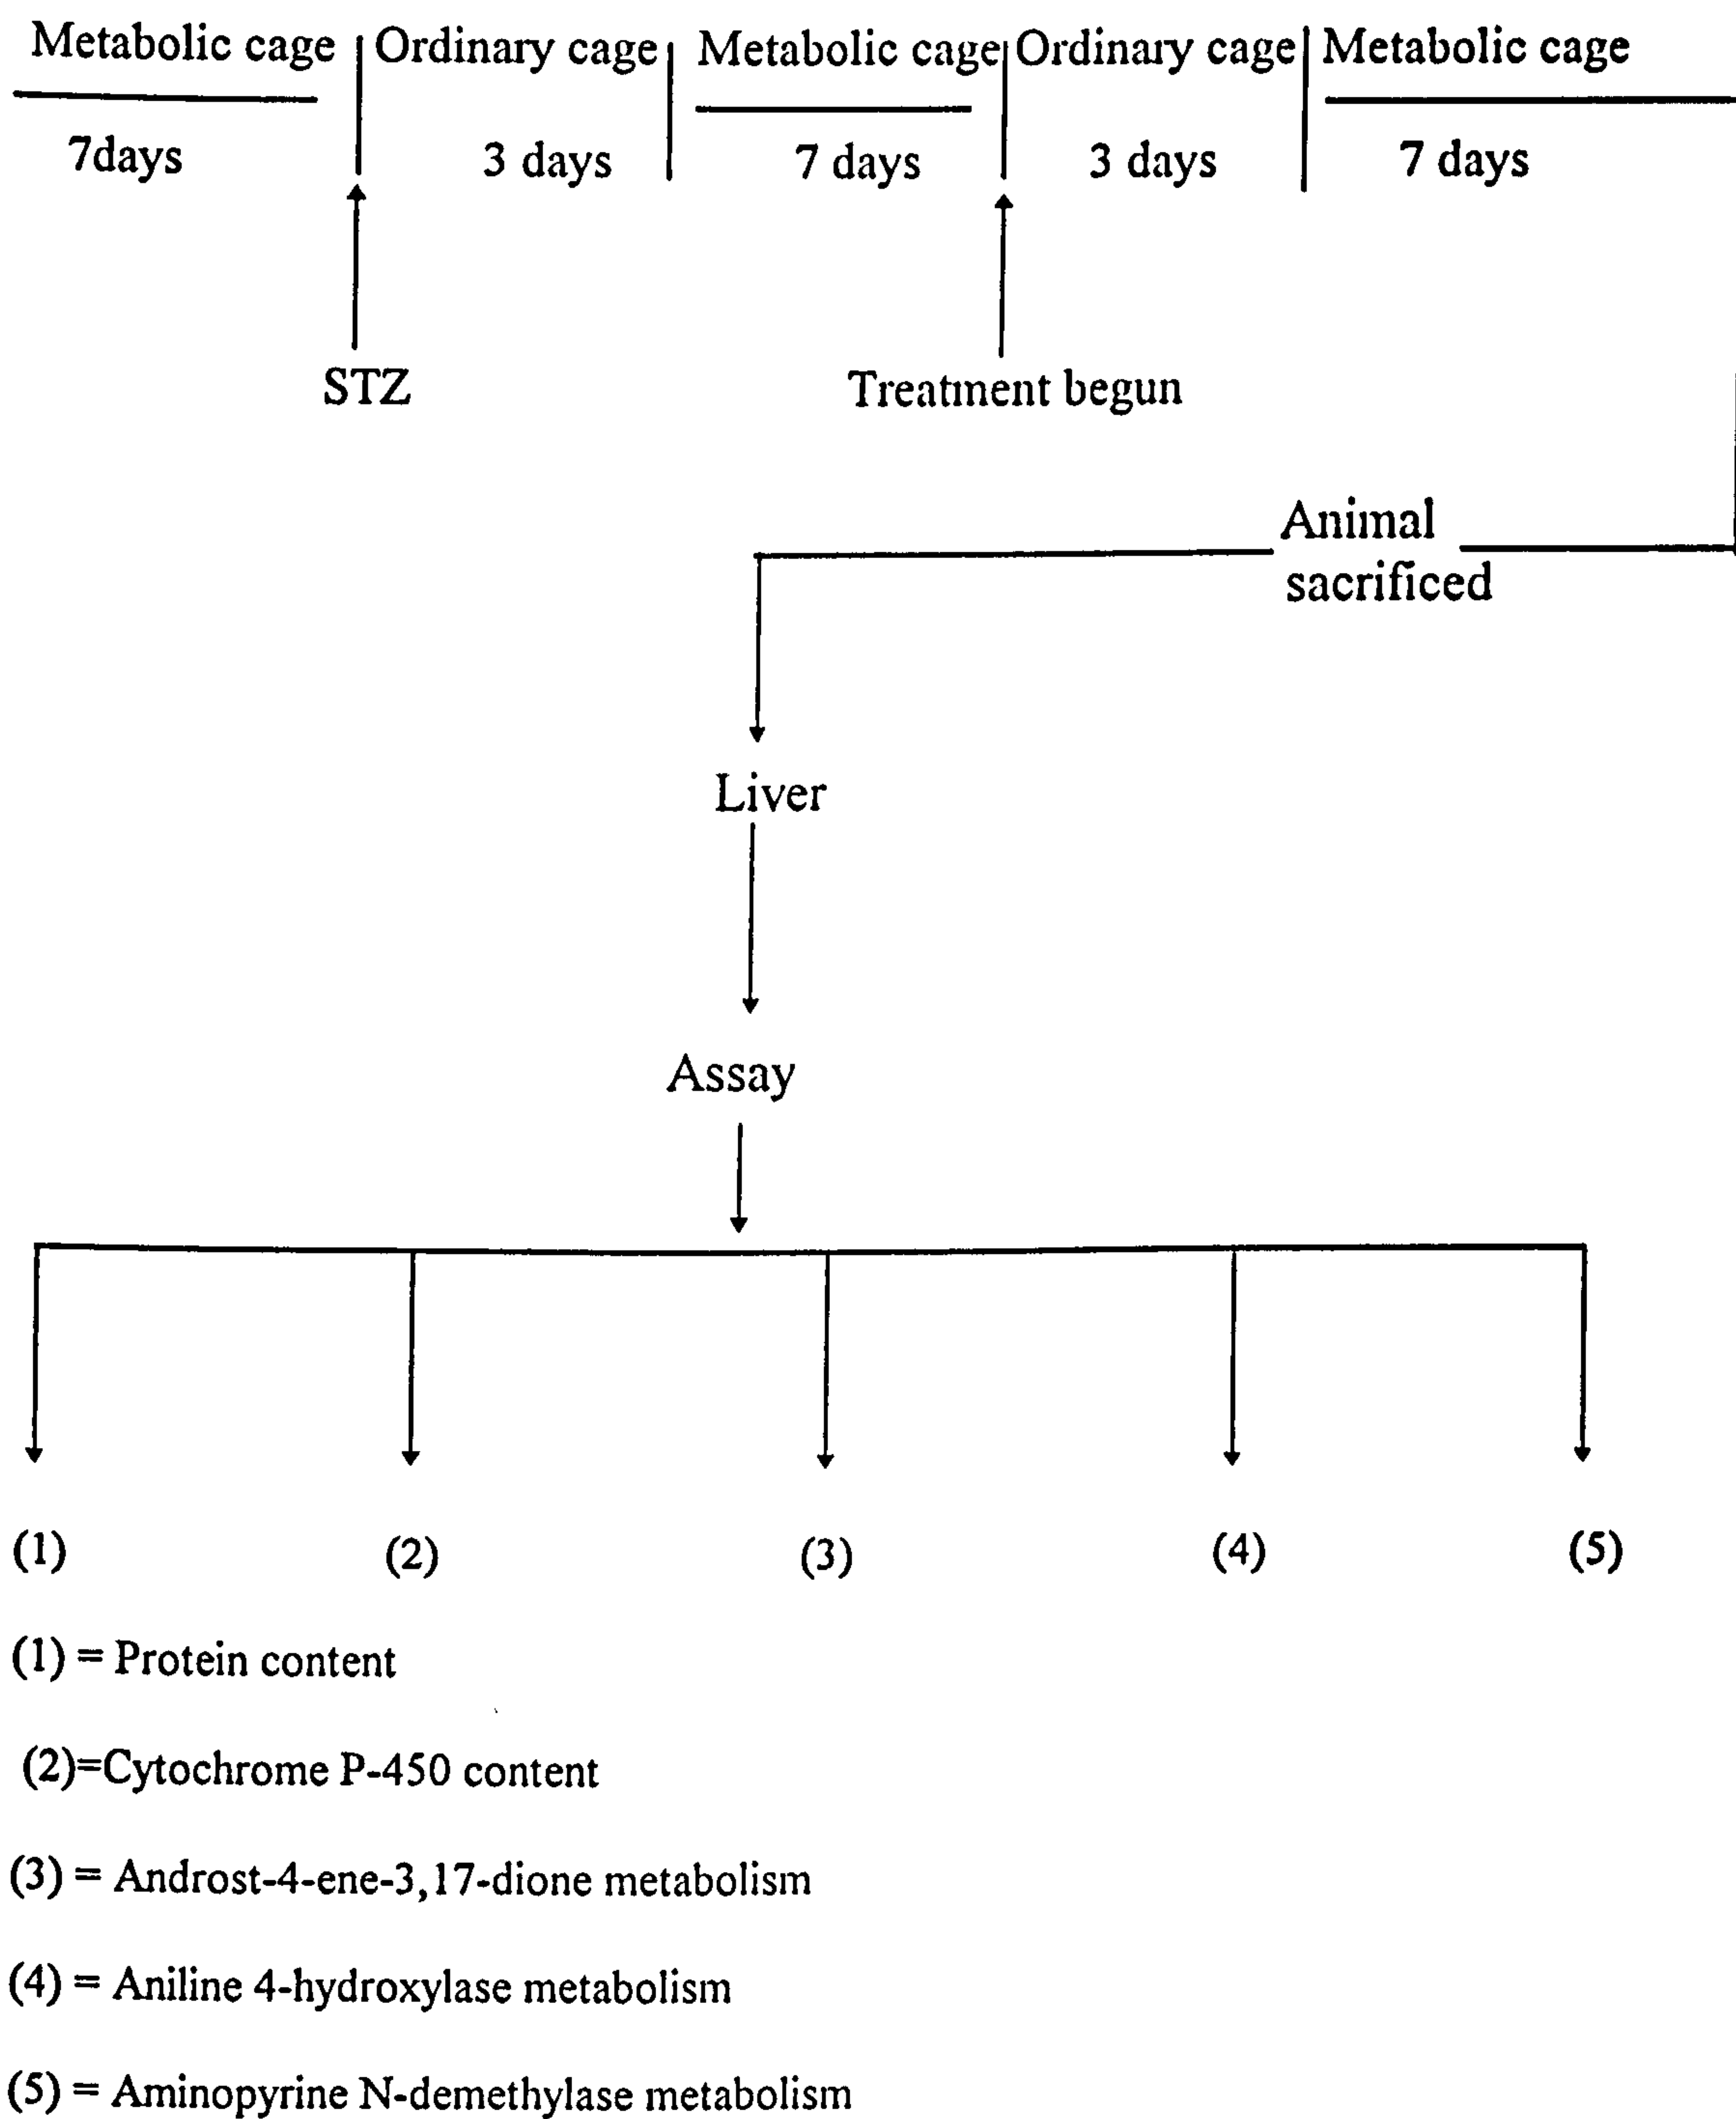 Metabolic cage Ordinary cage Metabolic cage Ordinary cage Metabolic cage
7days 3 days 7 days 3 days 7 days
STZ Treatment begun
Animal
sacrificed
Liver
Assay
(1) (2) (3) (4) (5)
(1) = Protein content
(2)=Cytochrome P-450 content
(3) = Androst-4-ene-3,17-dione metabolism
(4) = Aniline 4-hydroxylase metabolism
(5) = Aminopyrine N-demethylase metabolism